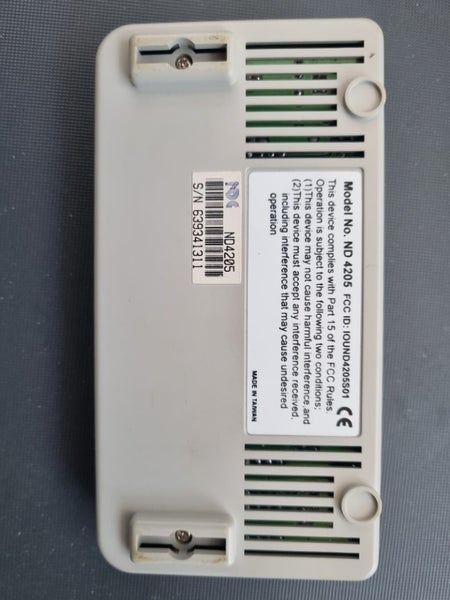 Model No. ND 4205 FCC ID: IOUND4205S01 CE
This device complies with Part 15 of the FCC Rules.
Operation is subject to the following two conditions:
(1)This device may not cause harmful interference,and
(2)This device must accept any interference received,
including interference that may cause undesired
operation
MADE IN TAIWAN
ND4205
S/N 639341311